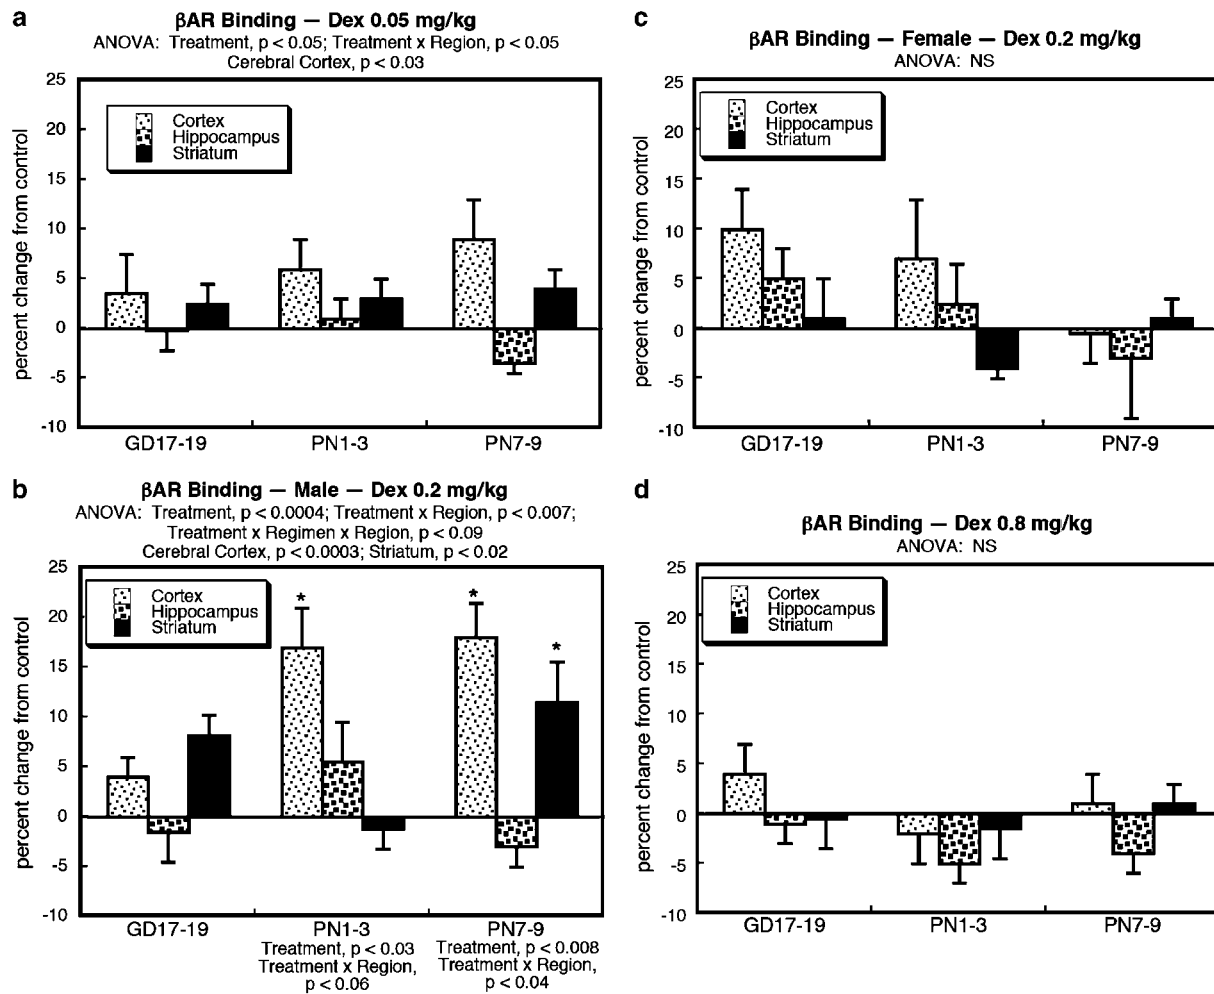 a
βAR Binding — Dex 0.05 mg/kg
ANOVA: Treatment, p < 0.05; Treatment x Region, p < 0.05
Cerebral Cortex, p < 0.03
percent change from control
25
20
15
10
5
0
-5
-10
Cortex
Hippocampus
Striatum
GD17-19
PN1-3
PN7-9
b
βAR Binding — Male — Dex 0.2 mg/kg
ANOVA: Treatment, p < 0.0004; Treatment x Region, p < 0.007;
Treatment x Regimen x Region, p < 0.09
Cerebral Cortex, p < 0.0003; Striatum, p < 0.02
percent change from control
25
20
15
10
5
0
-5
-10
Cortex
Hippocampus
Striatum
*
*
*
GD17-19
PN1-3
Treatment, p < 0.03
Treatment x Region,
p < 0.06
PN7-9
Treatment, p < 0.008
Treatment x Region,
p < 0.04
c
βAR Binding — Female — Dex 0.2 mg/kg
ANOVA: NS
percent change from control
25
20
15
10
5
0
-5
-10
Cortex
Hippocampus
Striatum
GD17-19
PN1-3
PN7-9
d
βAR Binding — Dex 0.8 mg/kg
ANOVA: NS
percent change from control
25
20
15
10
5
0
-5
-10
Cortex
Hippocampus
Striatum
GD17-19
PN1-3
PN7-9